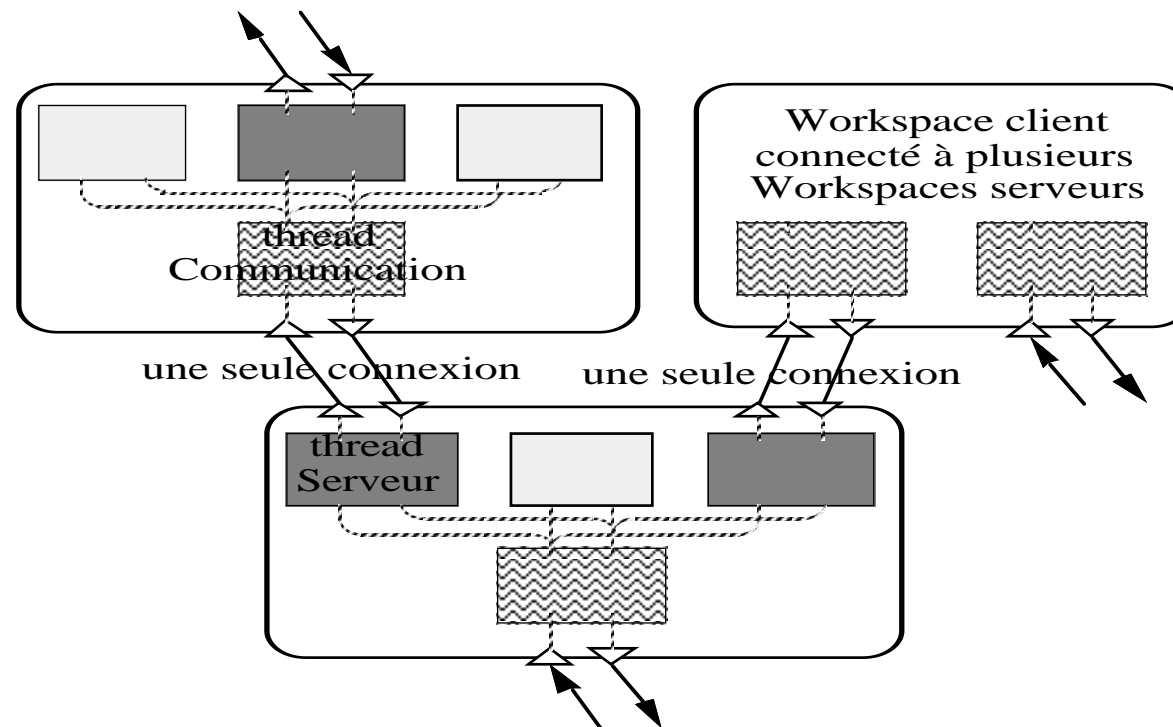 Workspace client
connecté à plusieurs
Workspaces serveurs
thread
Communication
une seule connexion
une seule connexion
thread
Serveur